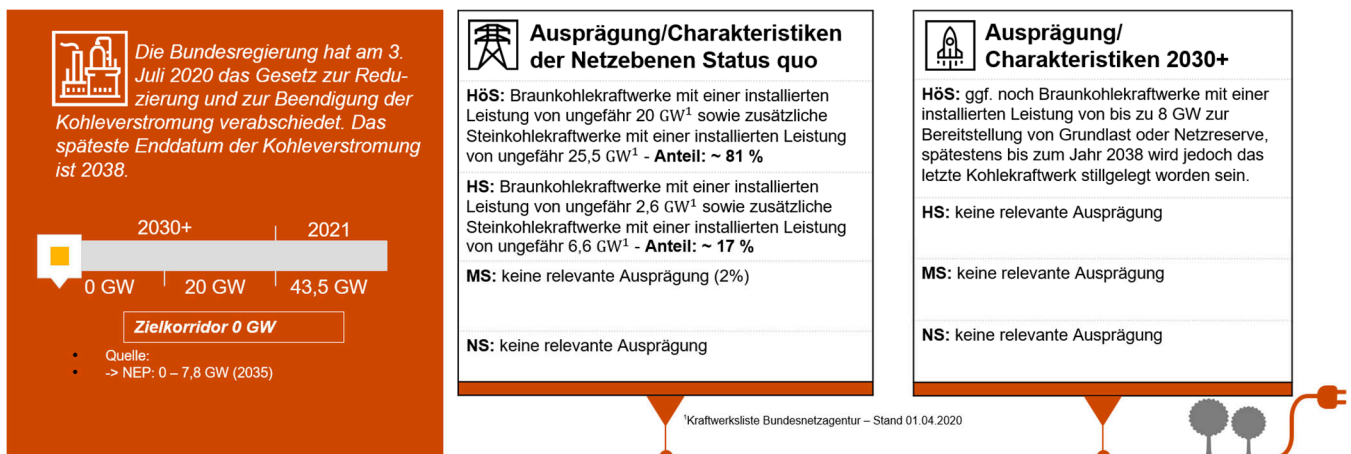 Die Bundesregierung hat am 3.
Juli 2020 das Gesetz zur Redu-
zierung und zur Beendigung der
Kohleverstromung verabschiedet. Das
späteste Enddatum der Kohleverstromung
ist 2038.
2030+ 2021
0 GW 20 GW 43,5 GW
Zielkorridor 0 GW
• Quelle:
• -> NEP: 0 – 7,8 GW (2035)
Ausprägung/Charakteristiken
der Netzebenen Status quo
HöS: Braunkohlekraftwerke mit einer installierten
Leistung von ungefähr 20 GW¹ sowie zusätzliche
Steinkohlekraftwerke mit einer installierten Leistung
von ungefähr 25,5 GW¹ - Anteil: ~ 81 %
HS: Braunkohlekraftwerke mit einer installierten
Leistung von ungefähr 2,6 GW¹ sowie zusätzliche
Steinkohlekraftwerke mit einer installierten Leistung
von ungefähr 6,6 GW¹ - Anteil: ~ 17 %
MS: keine relevante Ausprägung (2%)
NS: keine relevante Ausprägung
¹Kraftwerksliste Bundesnetzagentur – Stand 01.04.2020
Ausprägung/
Charakteristiken 2030+
HöS: ggf. noch Braunkohlekraftwerke mit einer
installierten Leistung von bis zu 8 GW zur
Bereitstellung von Grundlast oder Netzreserve,
spätestens bis zum Jahr 2038 wird jedoch das
letzte Kohlekraftwerk stillgelegt worden sein.
HS: keine relevante Ausprägung
MS: keine relevante Ausprägung
NS: keine relevante Ausprägung